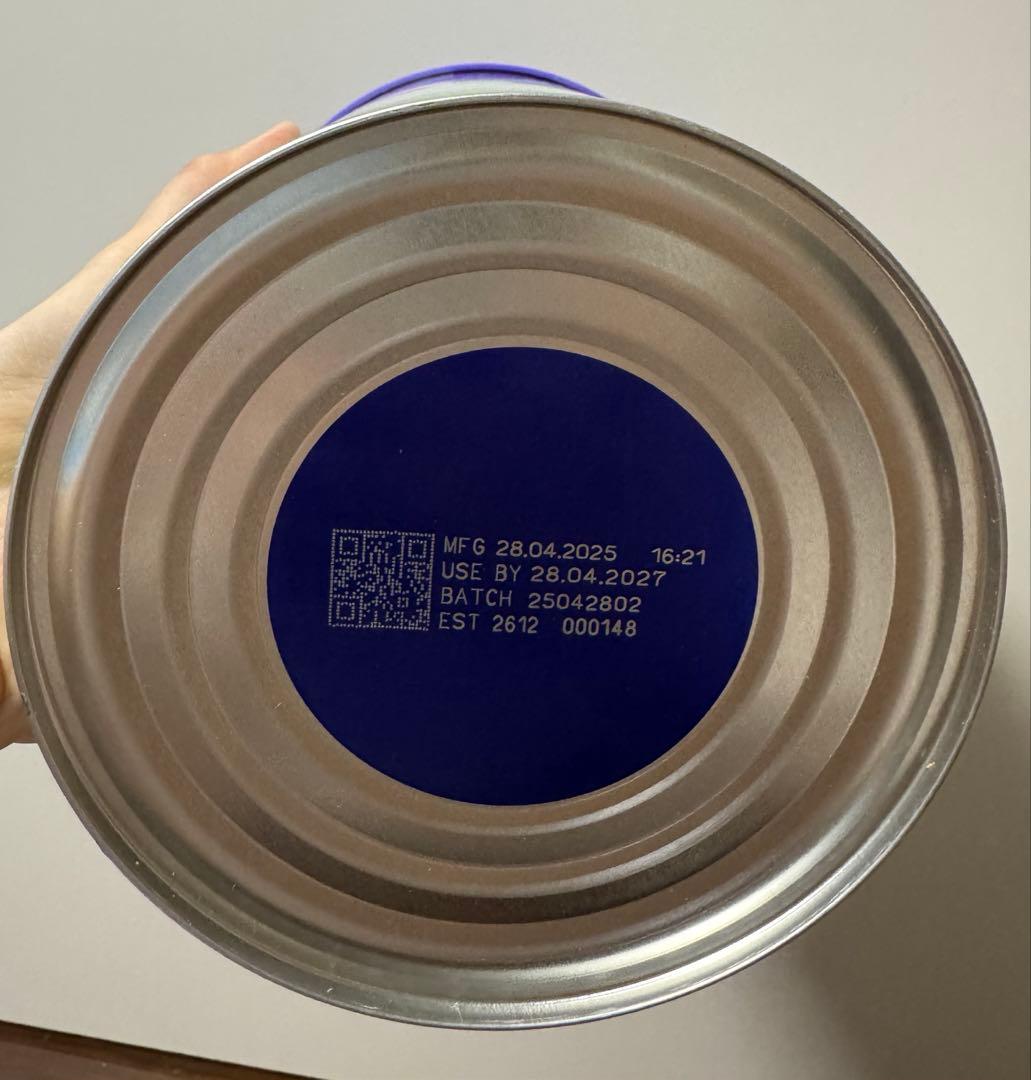 MFG 28.04.2025 16:21
USE BY 28.04.2027
BATCH 25042802
EST 2612 000148